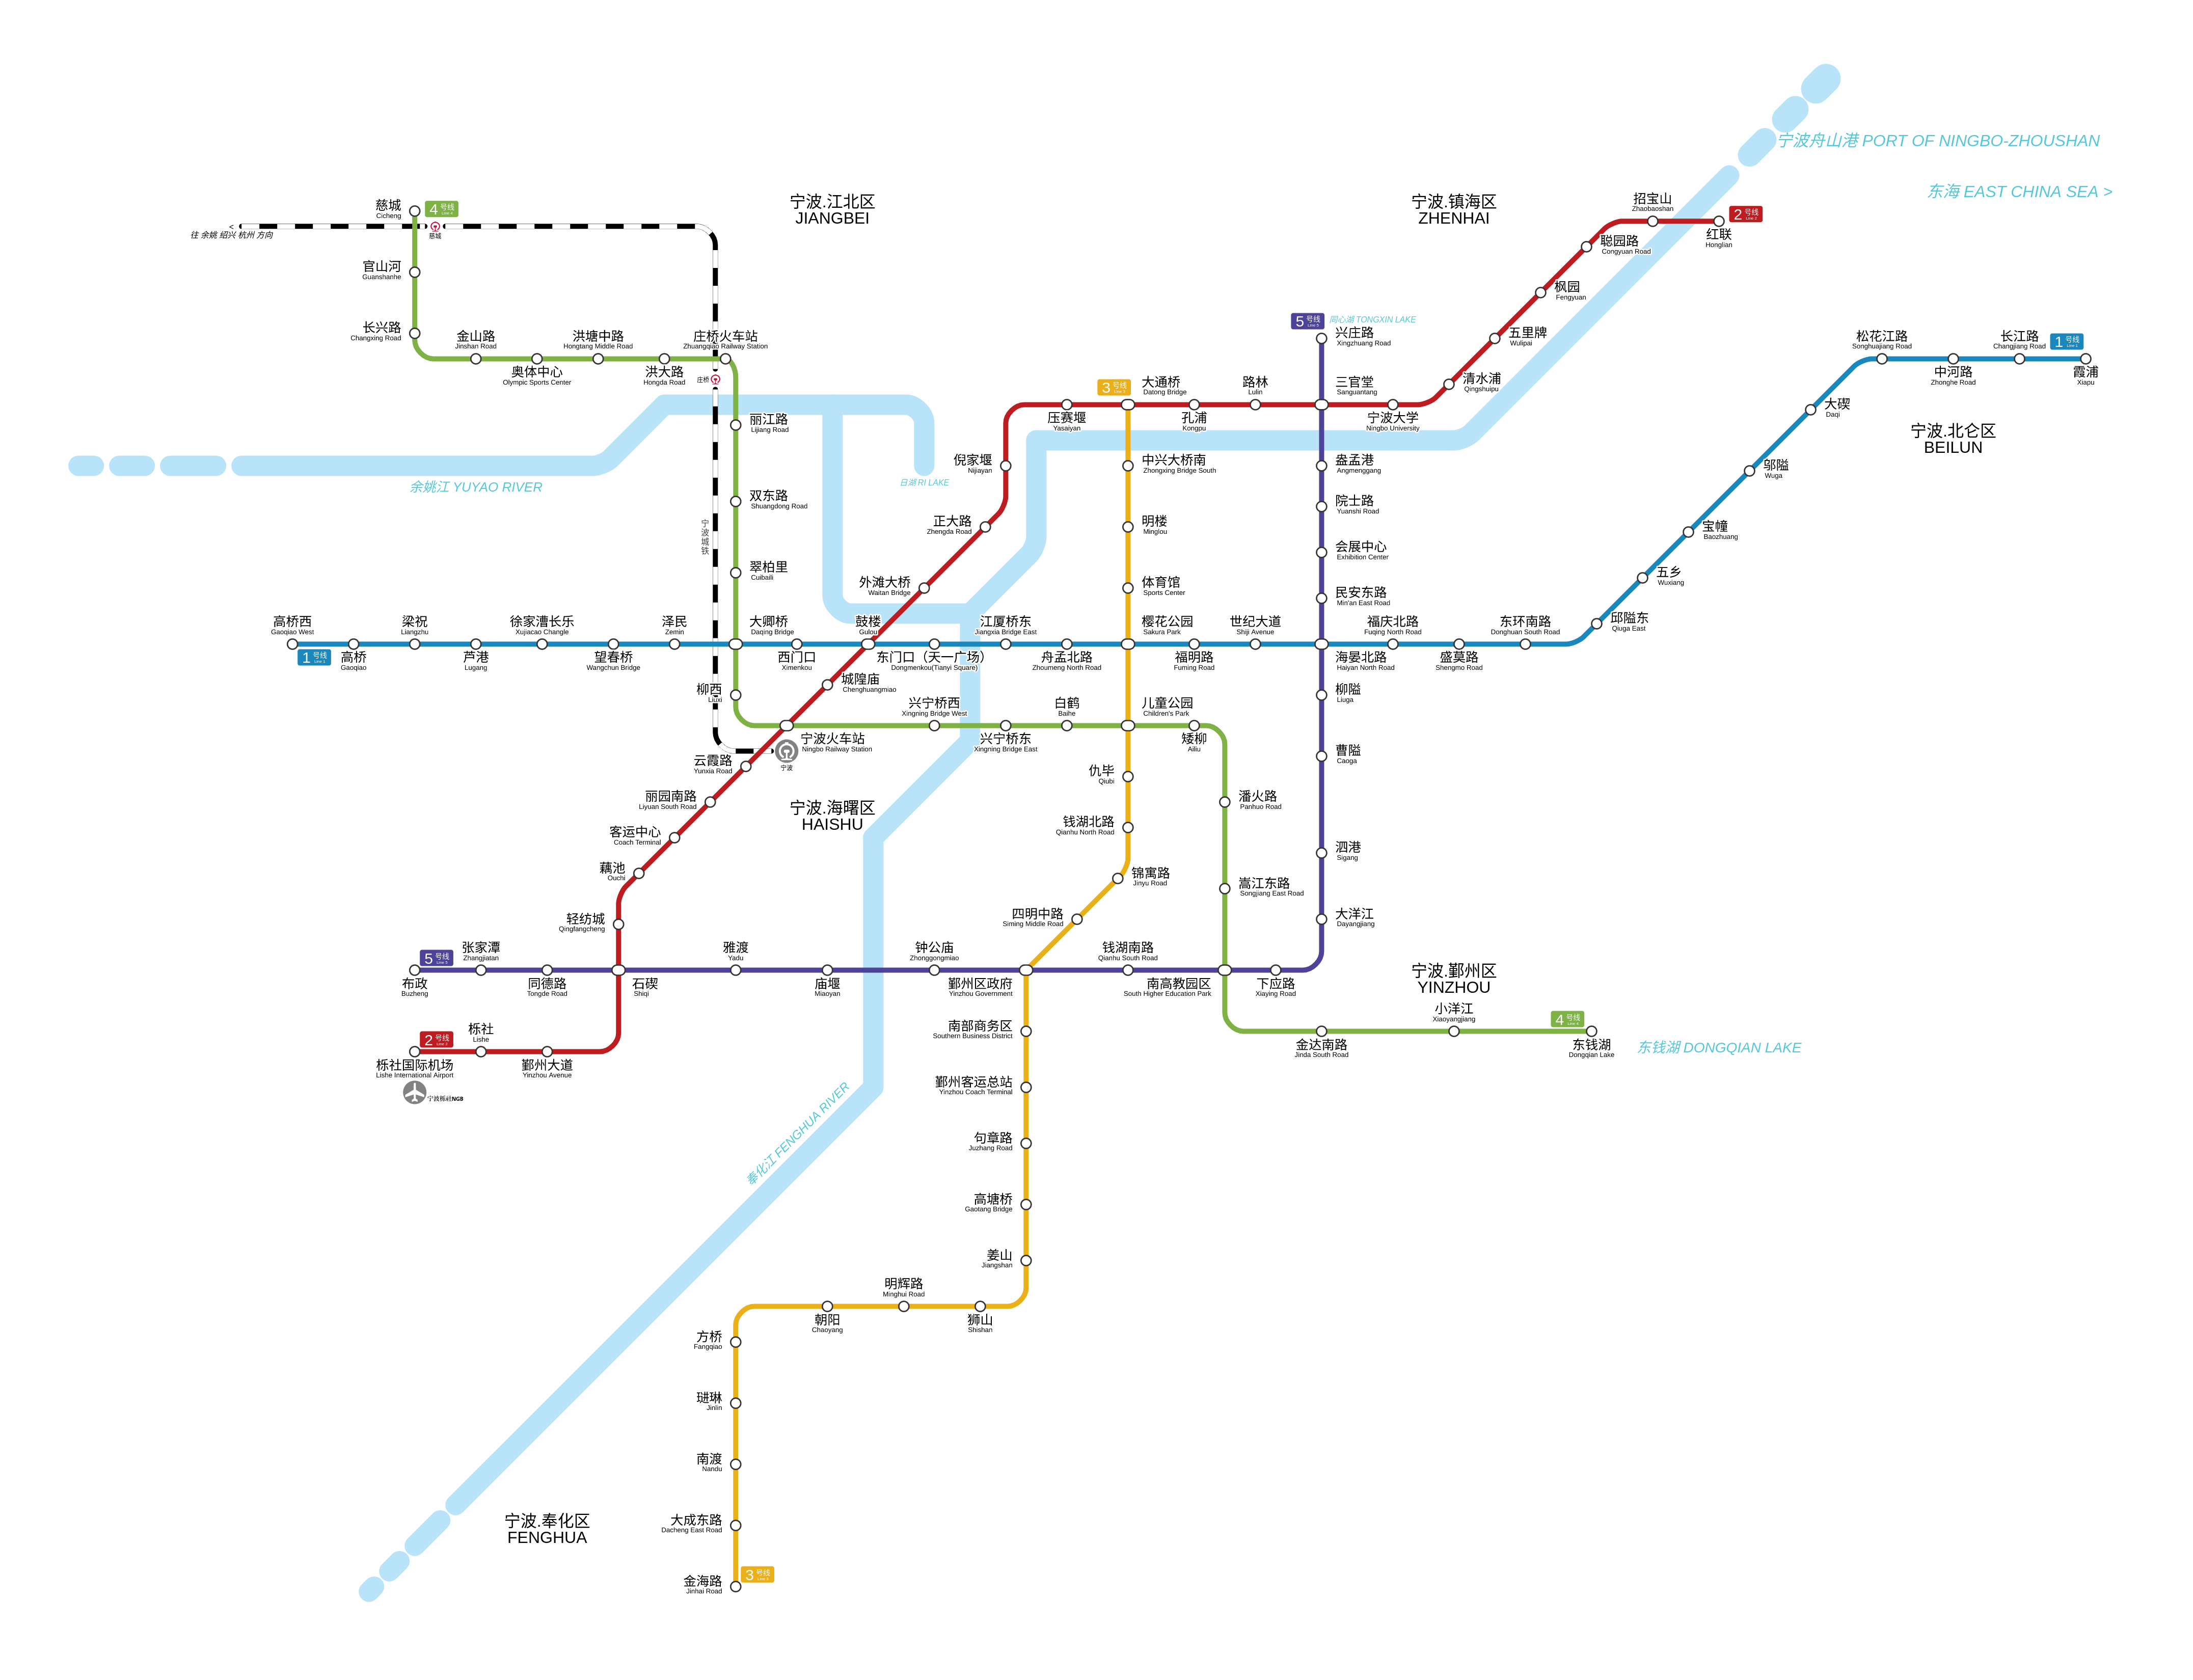 宁波舟山港 PORT OF NINGBO-ZHOUSHAN
东海 EAST CHINA SEA >
宁波.江北区
JIANGBEI
宁波.镇海区
ZHENHAI
招宝山
Zhaobaoshan
2 号线
Line 2
红联
Honglian
聪园路
Congyuan Road
枫园
Fengyuan
五里牌
Wulipai
清水浦
Qingshuipu
慈城
Cicheng
4 号线
Line 4
<
往 余姚 绍兴 杭州 方向
慈城
官山河
Guanshanhe
长兴路
Changxing Road
金山路
Jinshan Road
奥体中心
Olympic Sports Center
洪塘中路
Hongtang Middle Road
洪大路
Hongda Road
庄桥火车站
Zhuangqiao Railway Station
庄桥
5 号线
Line 5
同心湖 TONGXIN LAKE
兴庄路
Xingzhuang Road
松花江路
Songhuajiang Road
中河路
Zhonghe Road
长江路
Changjiang Road
1 号线
Line 1
霞浦
Xiapu
大碶
Daqi
宁波.北仑区
BEILUN
邬隘
Wuga
宝幢
Baozhuang
五乡
Wuxiang
邱隘东
Qiuga East
3 号线
Line 3
压赛堰
Yasaiyan
大通桥
Datong Bridge
孔浦
Kongpu
路林
Lulin
三官堂
Sanguantang
宁波大学
Ningbo University
丽江路
Lijiang Road
余姚江 YUYAO RIVER
日湖 RI LAKE
倪家堰
Nijiayan
中兴大桥南
Zhongxing Bridge South
盎孟港
Angmenggang
双东路
Shuangdong Road
院士路
Yuanshi Road
宁波城铁
正大路
Zhengda Road
明楼
Minglou
会展中心
Exhibition Center
翠柏里
Cuibaili
外滩大桥
Waitan Bridge
体育馆
Sports Center
民安东路
Min'an East Road
高桥西
Gaoqiao West
1 号线
Line 1
高桥
Gaoqiao
梁祝
Liangzhu
芦港
Lugang
徐家漕长乐
Xujiacao Changle
望春桥
Wangchun Bridge
泽民
Zemin
大卿桥
Daqing Bridge
西门口
Ximenkou
鼓楼
Gulou
东门口（天一广场）
Dongmenkou(Tianyi Square)
江厦桥东
Jiangxia Bridge East
舟孟北路
Zhoumeng North Road
樱花公园
Sakura Park
福明路
Fuming Road
世纪大道
Shiji Avenue
海晏北路
Haiyan North Road
福庆北路
Fuqing North Road
盛莫路
Shengmo Road
东环南路
Donghuan South Road
柳西
Liuxi
城隍庙
Chenghuangmiao
兴宁桥西
Xingning Bridge West
兴宁桥东
Xingning Bridge East
白鹤
Baihe
儿童公园
Children's Park
矮柳
Ailiu
柳隘
Liuga
宁波火车站
Ningbo Railway Station
宁波
云霞路
Yunxia Road
仇毕
Qiubi
曹隘
Caoga
丽园南路
Liyuan South Road
宁波.海曙区
HAISHU
钱湖北路
Qianhu North Road
潘火路
Panhuo Road
客运中心
Coach Terminal
泗港
Sigang
藕池
Ouchi
锦寓路
Jinyu Road
嵩江东路
Songjiang East Road
轻纺城
Qingfangcheng
四明中路
Siming Middle Road
大洋江
Dayangjiang
5 号线
Line 5
布政
Buzheng
张家潭
Zhangjiatan
同德路
Tongde Road
石碶
Shiqi
雅渡
Yadu
庙堰
Miaoyan
钟公庙
Zhonggongmiao
鄞州区政府
Yinzhou Government
钱湖南路
Qianhu South Road
南高教园区
South Higher Education Park
下应路
Xiaying Road
宁波.鄞州区
YINZHOU
2 号线
Line 2
栎社国际机场
Lishe International Airport
宁波栎社NGB
栎社
Lishe
鄞州大道
Yinzhou Avenue
南部商务区
Southern Business District
金达南路
Jinda South Road
小洋江
Xiaoyangjiang
4 号线
Line 4
东钱湖
Dongqian Lake
东钱湖 DONGQIAN LAKE
鄞州客运总站
Yinzhou Coach Terminal
句章路
Juzhang Road
奉化江 FENGHUA RIVER
高塘桥
Gaotang Bridge
姜山
Jiangshan
明辉路
Minghui Road
朝阳
Chaoyang
狮山
Shishan
方桥
Fangqiao
琎琳
Jinlin
南渡
Nandu
宁波.奉化区
FENGHUA
大成东路
Dacheng East Road
3 号线
Line 3
金海路
Jinhai Road